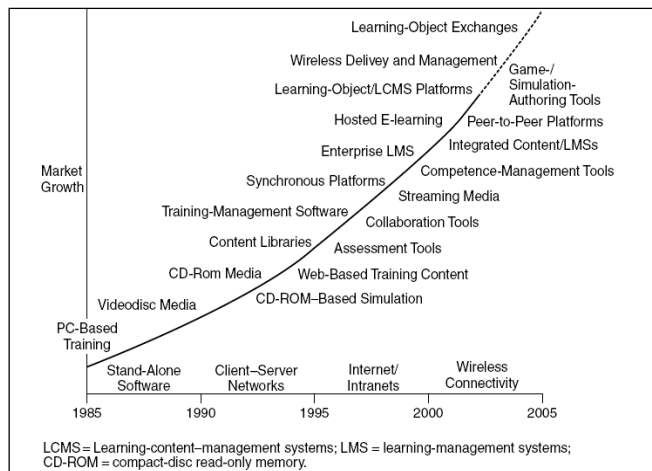 Learning-Object Exchanges
Wireless Delivey and Management
Game-/
Simulation-
Authoring Tools
Learning-Object/LCMS Platforms
Hosted E-learning
Peer-to-Peer Platforms
Integrated Content/LMSs
Enterprise LMS
Market
Growth
Competence-Management Tools
Synchronous Platforms
Streaming Media
Training-Management Software
Collaboration Tools
Content Libraries
Assessment Tools
CD-Rom Media
Web-Based Training Content
CD-ROM–Based Simulation
Videodisc Media
PC-Based
Training
Stand-Alone
Software
Client–Server
Networks
Internet/
Intranets
Wireless
Connectivity
1985 1990 1995 2000 2005
LCMS = Learning-content–management systems; LMS = learning-management systems;
CD-ROM = compact-disc read-only memory.